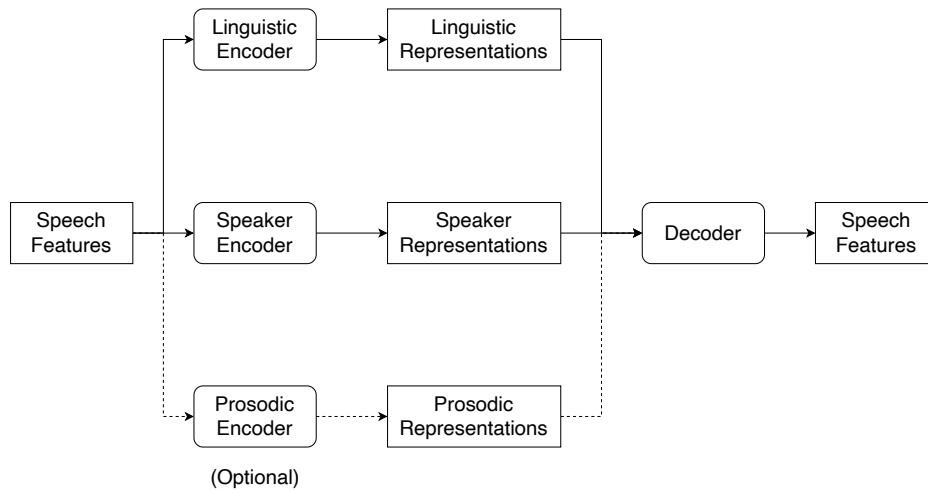 Linguistic
Encoder
Linguistic
Representations
Speech
Features
Speaker
Encoder
Speaker
Representations
Decoder
Speech
Features
Prosodic
Encoder
Prosodic
Representations
(Optional)